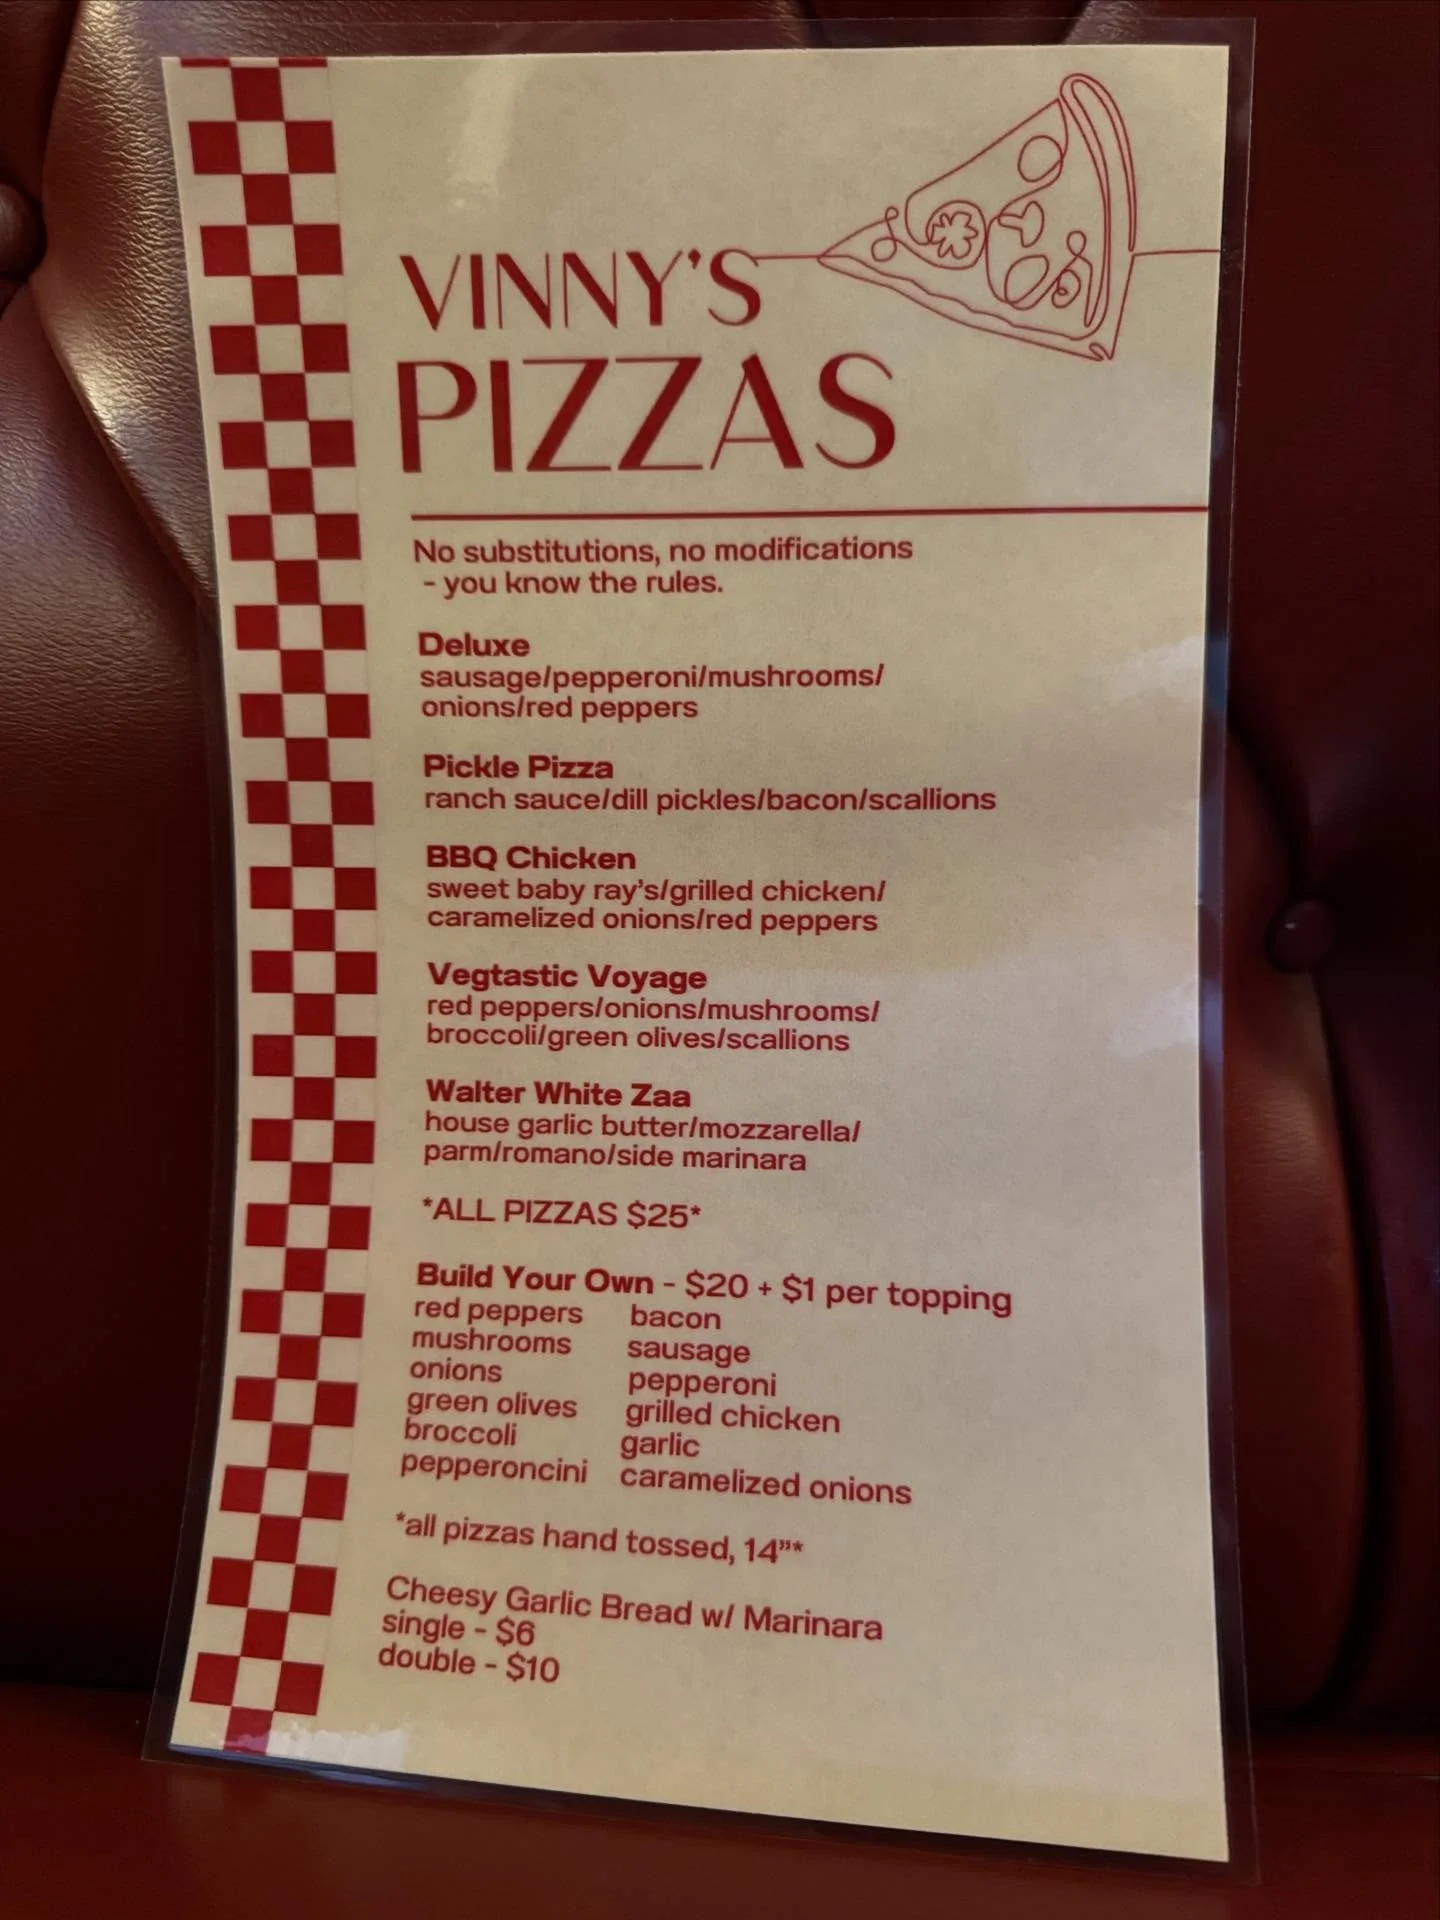 VINNY'S
PIZZAS
No substitutions, no modifications
- you know the rules.
Deluxe
sausage/pepperoni/mushrooms/
onions/red peppers
Pickle Pizza
ranch sauce/dill pickles/bacon/scallions
BBQ Chicken
sweet baby ray's/grilled chicken/
caramelized onions/red peppers
Vegtastic Voyage
red peppers/onions/mushrooms/
broccoli/green olives/scallions
Walter White Zaa
house garlic butter/mozzarella/
parm/romano/side marinara
*ALL PIZZAS $25*
Build Your Own - $20 + $1 per topping
red peppers bacon
mushrooms sausage
onions pepperoni
green olives grilled chicken
broccoli garlic
pepperoncini caramelized onions
*all pizzas hand tossed, 14”*
Cheesy Garlic Bread w/ Marinara
single - $6
double - $10